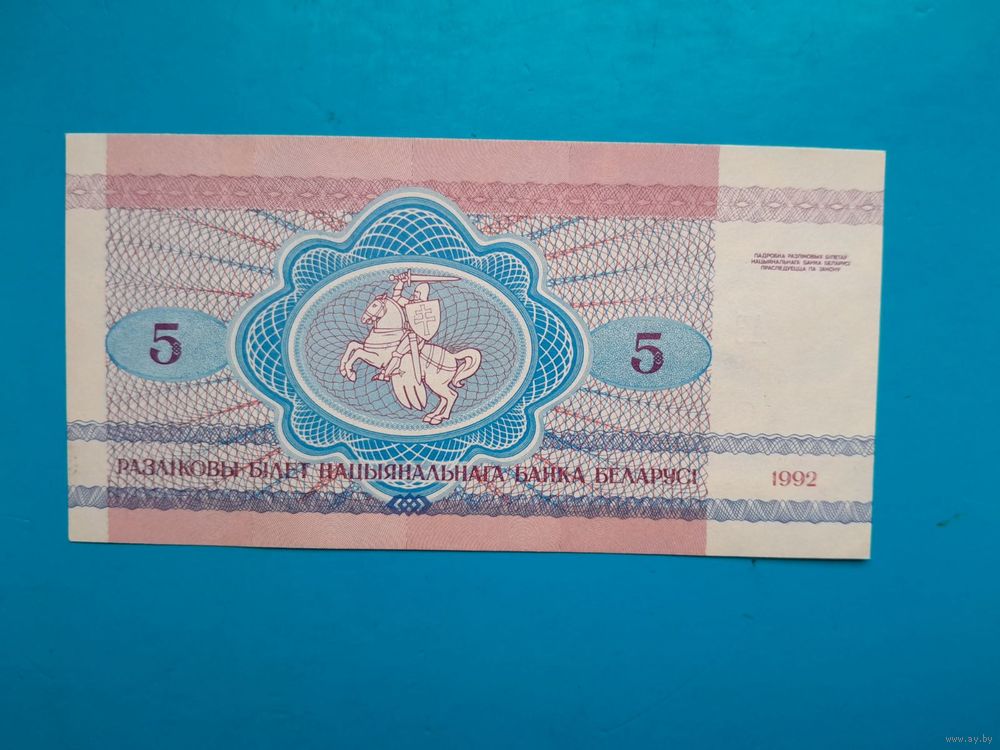 ПАДРОБКА РАЗЛІКОВЫХ БІЛЕТАЎ
НАЦЫЯНАЛЬНАГА БАНКА БЕЛАРУСІ
ПРАСЛЕДУЕЦЦА ПА ЗАКОНУ
5
5
РАЗЛІКОВЫ БІЛЕТ НАЦЫЯНАЛЬНАГА БАНКА БЕЛАРУСІ
1992
www.ay.by